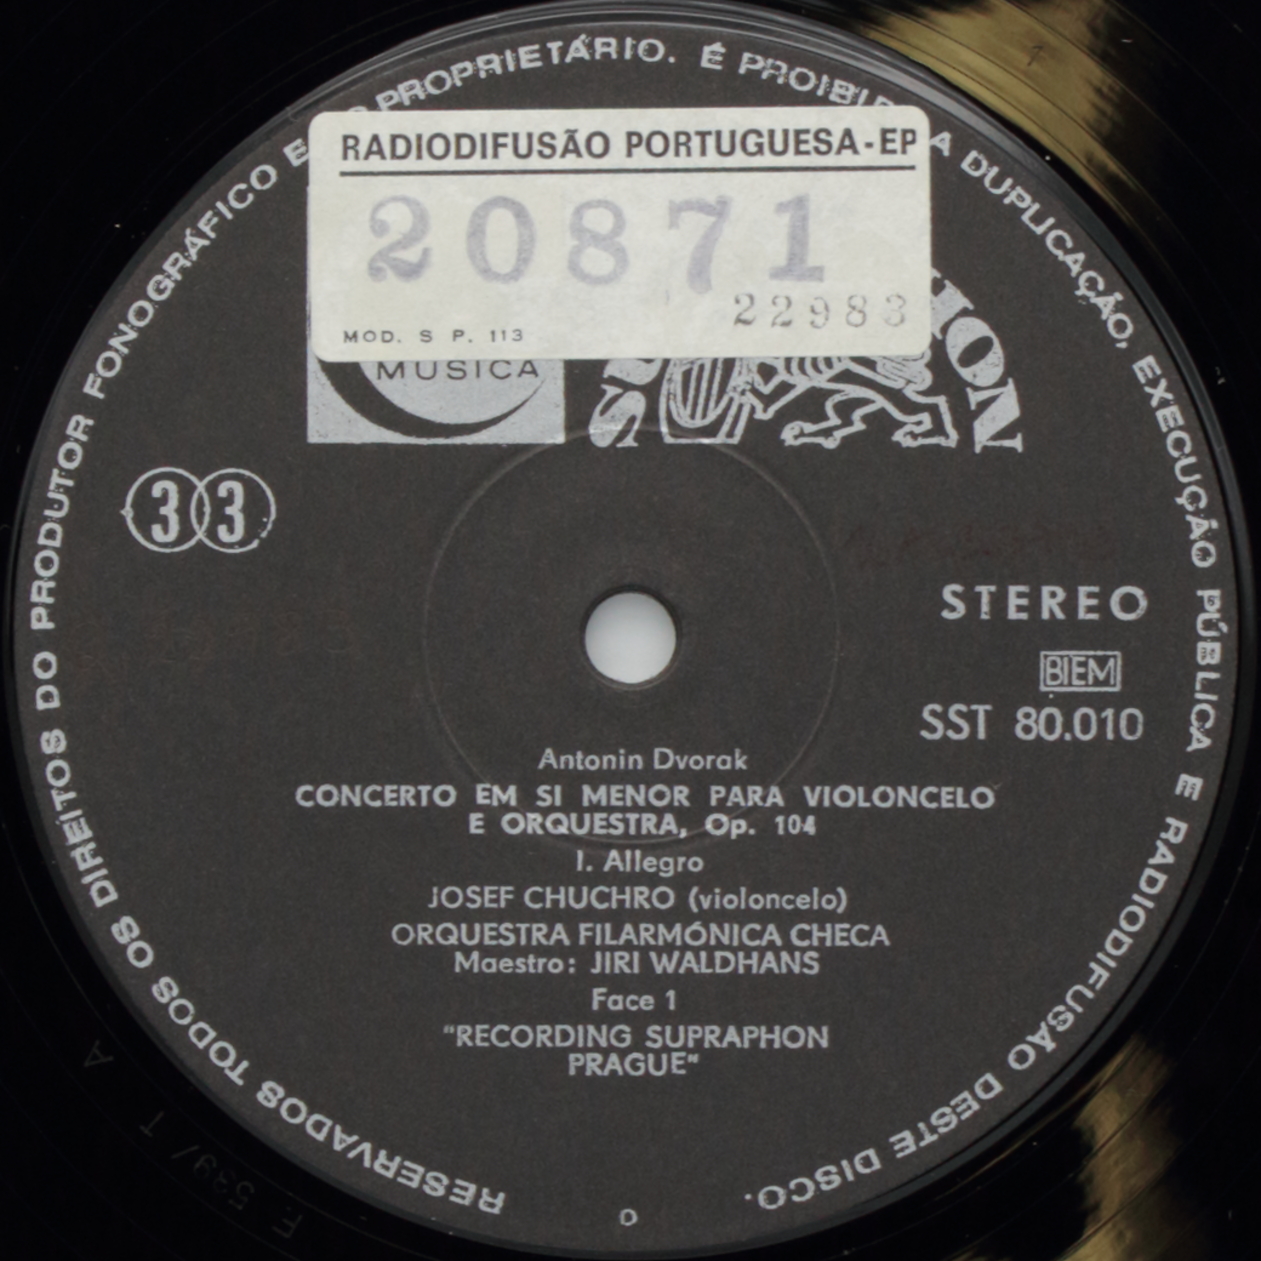 RESERVADOS TODOS OS DIREITOS DO PRODUTOR FONOGRÁFICO E PROPRIETÁRIO. É PROIBI A DUPLICAÇÃO, EXECUÇÃO PÚBLICA E RADIODIFUSÃO DESTE DISCO.
RADIODIFUSÃO PORTUGUESA-EP
20871
22983
MOD. S P. 113
MUSICA
S HON
33
STEREO
BIEM
SST 80.010
Antonin Dvorak
CONCERTO EM SI MENOR PARA VIOLONCELO
E ORQUESTRA, Op. 104
I. Allegro
JOSEF CHUCHRO (violoncelo)
ORQUESTRA FILARMÓNICA CHECA
Maestro: JIRI WALDHANS
Face 1
"RECORDING SUPRAPHON
PRAGUE"